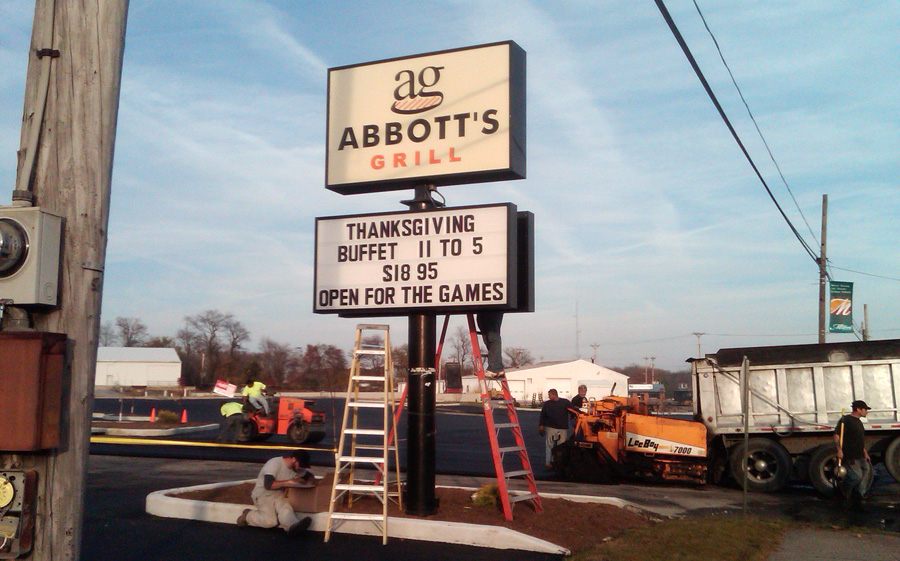 ag
ABBOTT'S
GRILL
THANKSGIVING
BUFFET 11 TO 5
$18 95
OPEN FOR THE GAMES
LeeBoy 7000
M